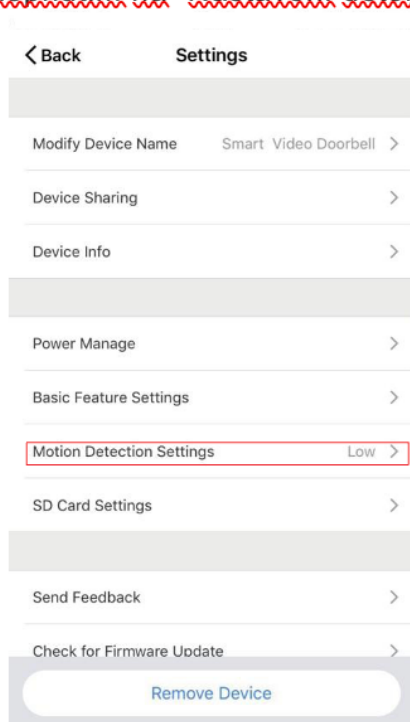 Back Settings
Modify Device Name Smart Video Doorbell
Device Sharing
Device Info
Power Manage
Basic Feature Settings
Motion Detection Settings Low
SD Card Settings
Send Feedback
Check for Firmware Update
Remove Device